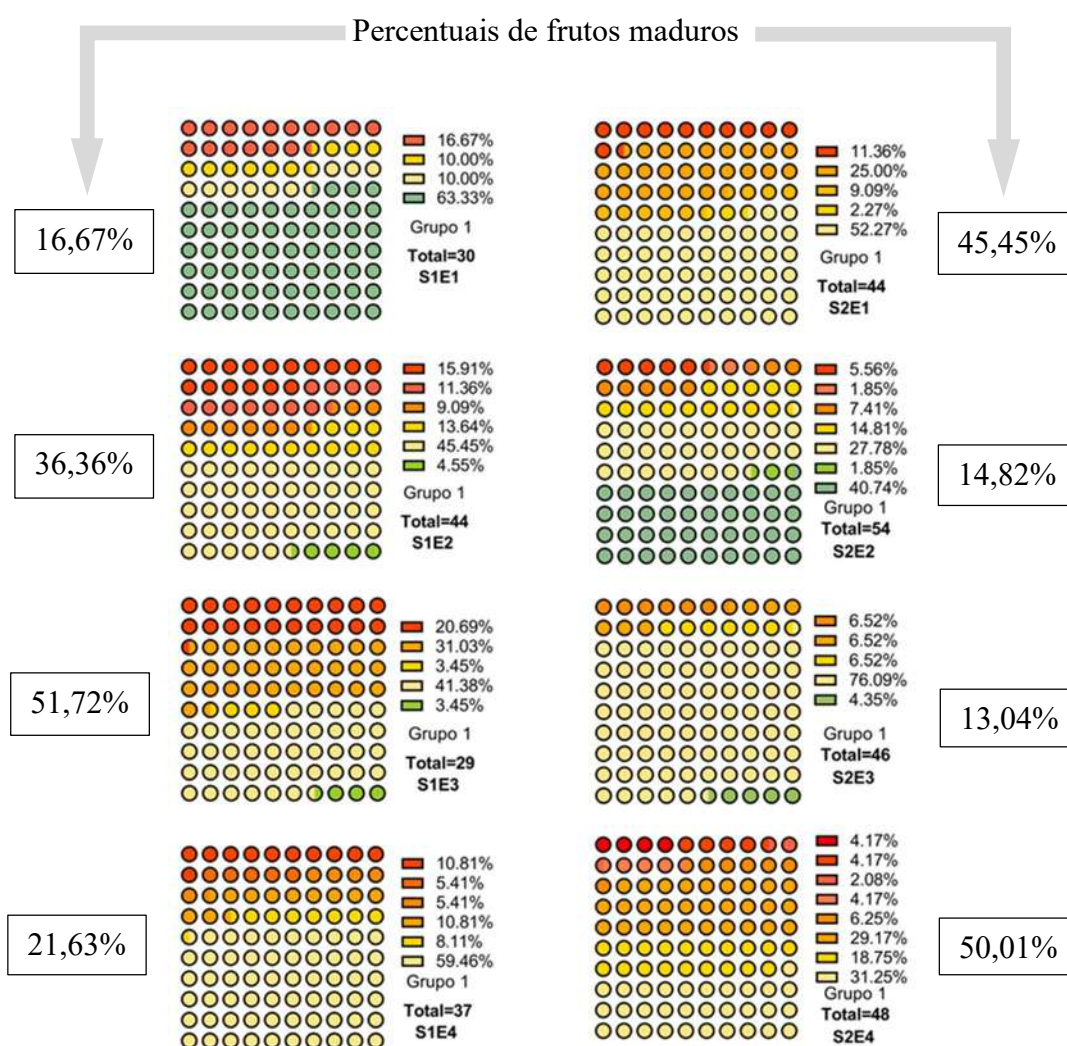 Percentuais de frutos maduros
16,67%
16.67%
10.00%
10.00%
63.33%
Grupo 1
Total=30
S1E1
11.36%
25.00%
9.09%
2.27%
52.27%
Grupo 1
Total=44
S2E1
45,45%
36,36%
15.91%
11.36%
9.09%
13.64%
45.45%
4.55%
Grupo 1
Total=44
S1E2
5.56%
1.85%
7.41%
14.81%
27.78%
1.85%
40.74%
Grupo 1
Total=54
S2E2
14,82%
51,72%
20.69%
31.03%
3.45%
41.38%
3.45%
Grupo 1
Total=29
S1E3
6.52%
6.52%
6.52%
76.09%
4.35%
Grupo 1
Total=46
S2E3
13,04%
21,63%
10.81%
5.41%
5.41%
10.81%
8.11%
59.46%
Grupo 1
Total=37
S1E4
4.17%
4.17%
2.08%
4.17%
6.25%
29.17%
18.75%
31.25%
Grupo 1
Total=48
S2E4
50,01%